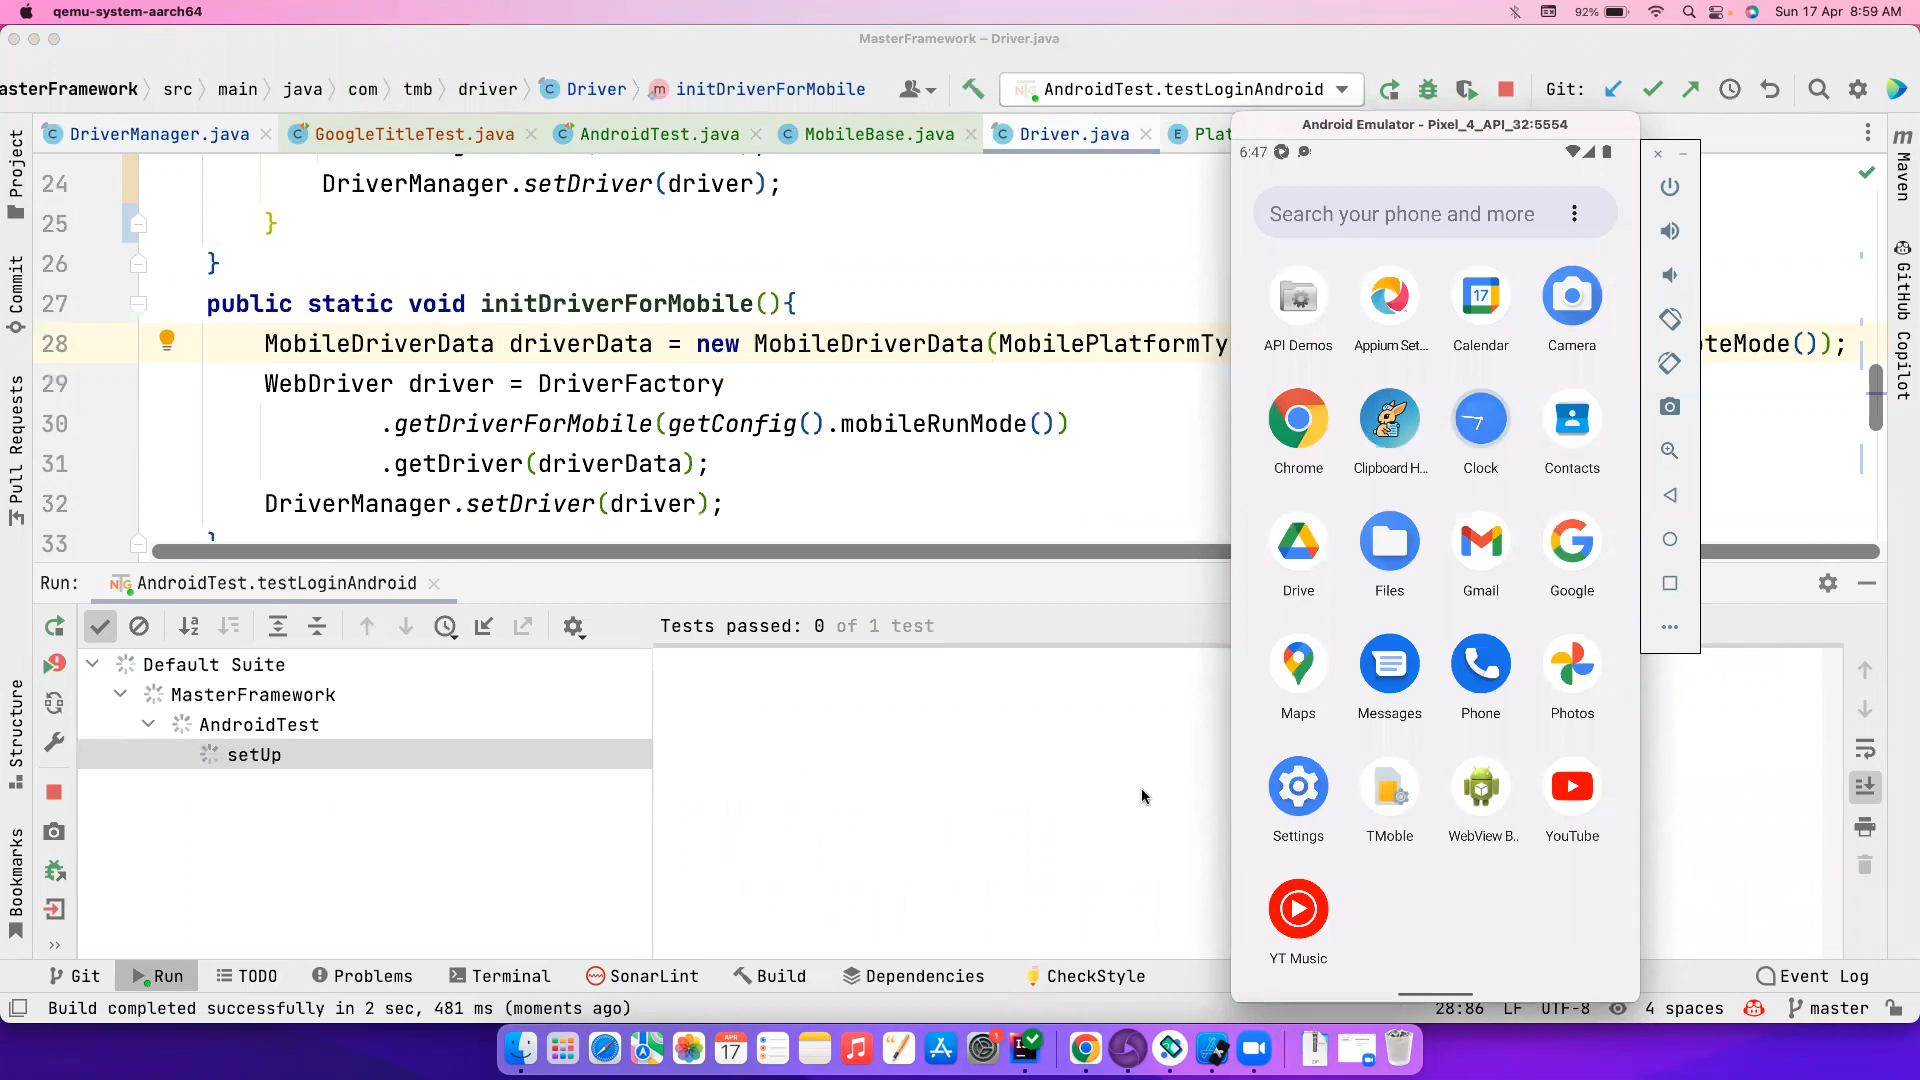 qemu-system-aarch64
92%
Sun 17 Apr 8:59 AM
MasterFramework – Driver.java
asterFramework
src
main
java
com
tmb
driver
Driver
initDriverForMobile
AndroidTest.testLoginAndroid
Git:
DriverManager.java
GoogleTitleTest.java
AndroidTest.java
MobileBase.java
Driver.java
Plat
24 DriverManager.setDriver(driver);
25 }
26 }
27 public static void initDriverForMobile(){
28 MobileDriverData driverData = new MobileDriverData(MobilePlatformTy
oteMode());
29 WebDriver driver = DriverFactory
30 .getDriverForMobile(getConfig().mobileRunMode())
31 .getDriver(driverData);
32 DriverManager.setDriver(driver);
33
Project
Commit
Pull Requests
Structure
Bookmarks
Maven
GitHub Copilot
Android Emulator - Pixel_4_API_32:5554
6:47
Search your phone and more
API Demos
Appium Set...
17
Calendar
Camera
Chrome
Clipboard H...
Clock
Contacts
Drive
Files
Gmail
Google
Maps
Messages
Phone
Photos
Settings
TMoble
WebView B..
YouTube
YT Music
Run:
AndroidTest.testLoginAndroid
Tests passed: 0 of 1 test
Default Suite
MasterFramework
AndroidTest
setUp
Git
Run
TODO
Problems
Terminal
SonarLint
Build
Dependencies
CheckStyle
Event Log
Build completed successfully in 2 sec, 481 ms (moments ago)
28:86
LF
UTF-8
4 spaces
master
APR
17
1